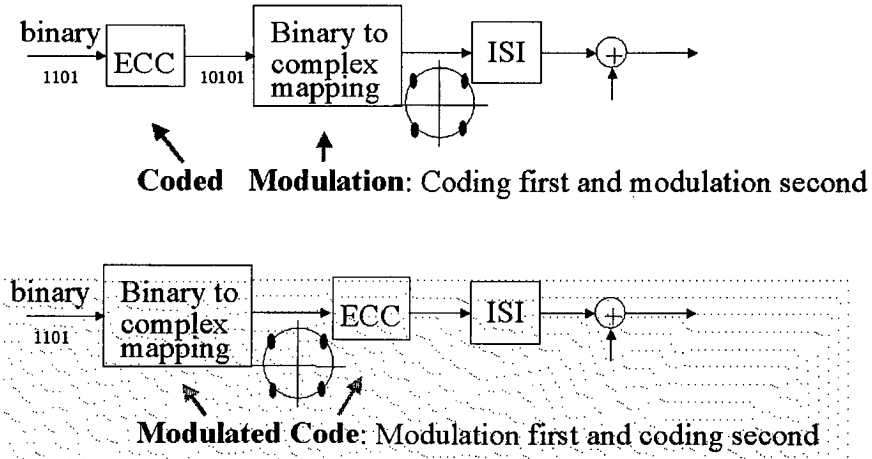 binary
1101
ECC
10101
Binary to
complex
mapping
ISI
+
Coded Modulation: Coding first and modulation second
binary
1101
Binary to
complex
mapping
ECC
ISI
+
Modulated Code: Modulation first and coding second